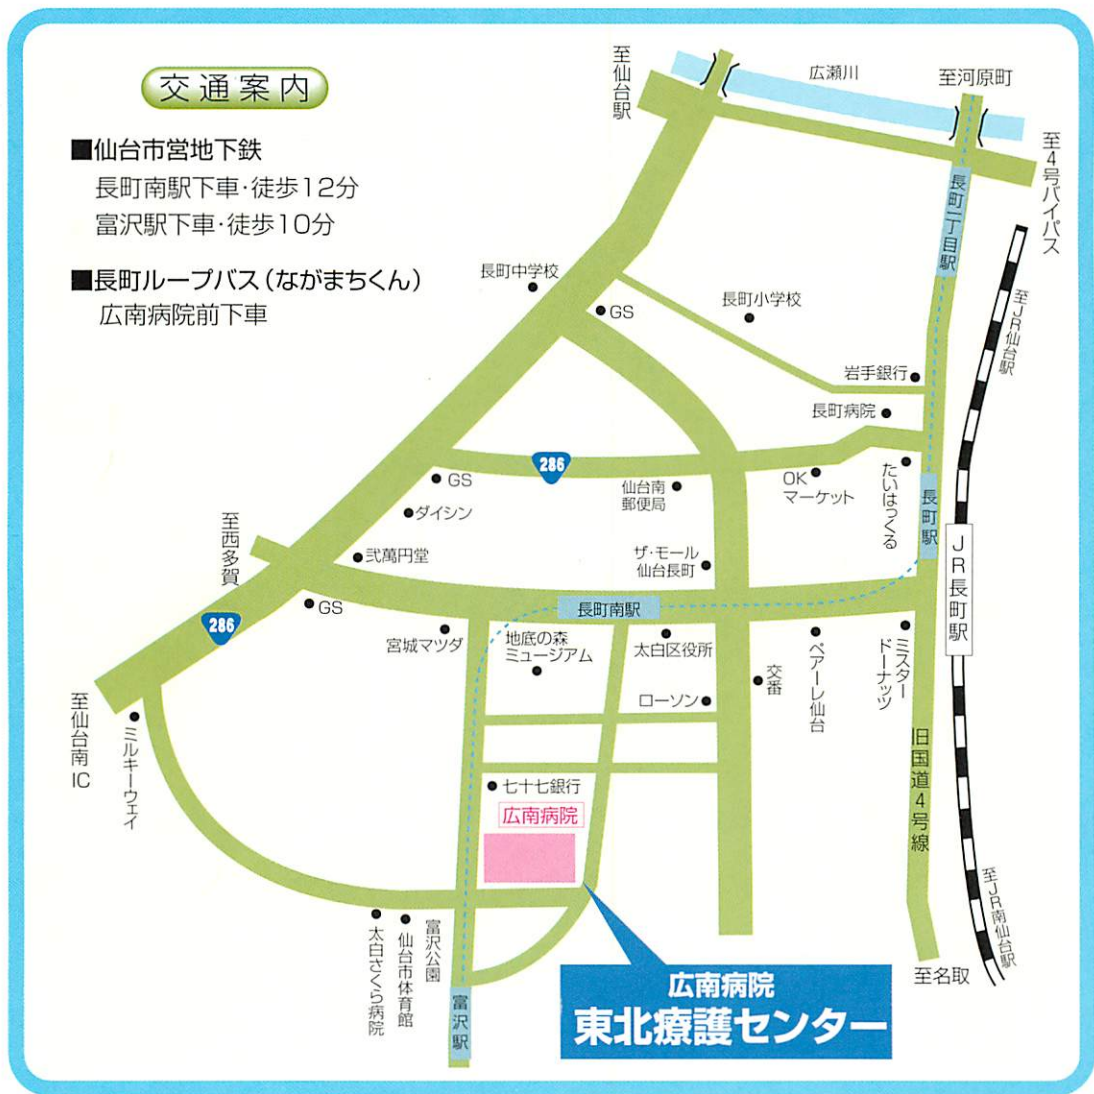 交通案内
■仙台市営地下鉄
長町南駅下車・徒歩12分
富沢駅下車・徒歩10分
■長町ループバス(ながまちくん)
広南病院前下車
至仙台駅
広瀬川
至河原町
至4号バイパス
長町一丁目駅
至JR仙台駅
長町中学校
GS
長町小学校
岩手銀行
長町病院
286
GS
仙台南
郵便局
OK
マーケット
たいはっくる
長町駅
ダイシン
至西多賀
弐萬円堂
ザ・モール
仙台長町
JR長町駅
GS
長町南駅
286
宮城マツダ
地底の森
ミュージアム
太白区役所
ペアーレ仙台
ミスター
ドーナッツ
交番
ローソン
至仙台南IC
ミルキーウェイ
旧国道4号線
七十七銀行
広南病院
至JR南仙台駅
太白さくら病院
仙台市体育館
富沢公園
至名取
富沢駅
広南病院
東北療護センター